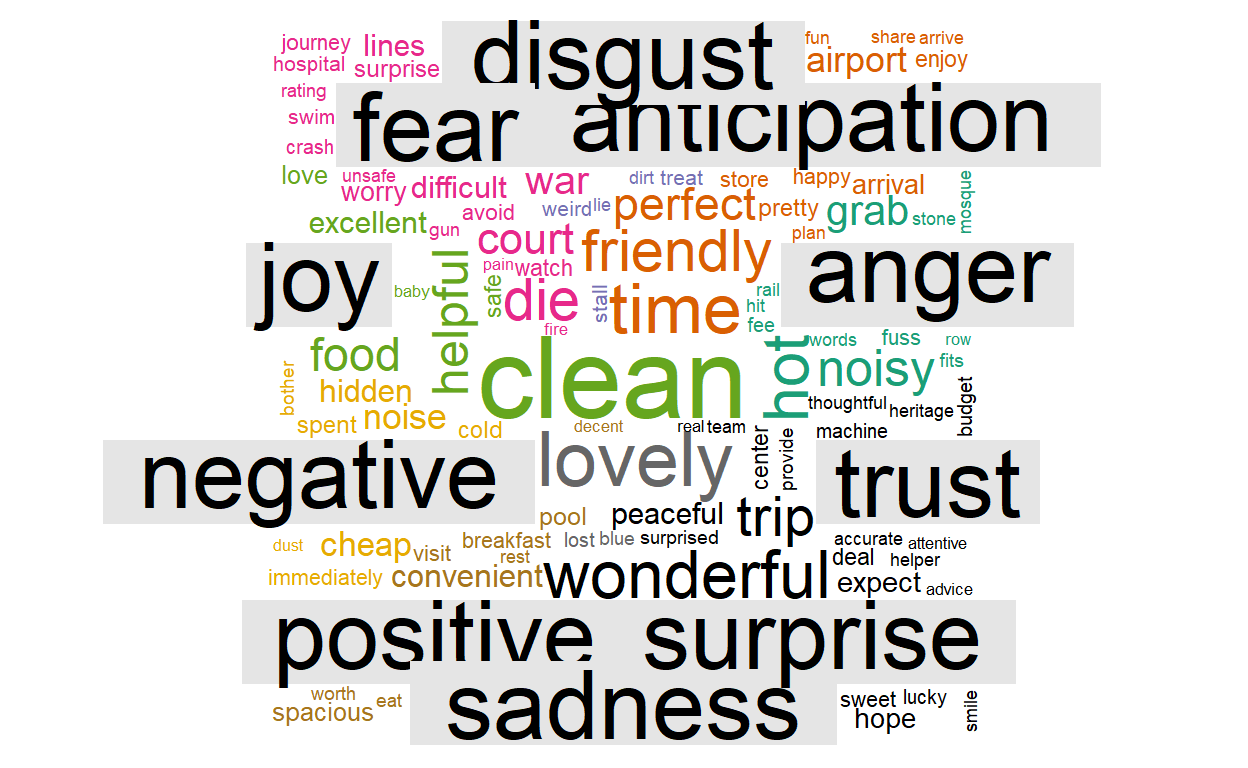 disgust
journey lines fun share arrive
hospital surprise airport enjoy
rating
fear anticipation
swim
crash
love unsafe war dirt treat store happy arrival mosque
worry difficult perfect pretty grab
excellent gun avoid weird lie stone
court friendly plan
joy helpful pain watch anger
baby safe die stall time rail
hit
fire fee
food clean hot words fuss row
bother hidden noisy fits
thoughtful heritage budget
spent noise cold decent real team machine
negative lovely center provide trust
pool peaceful trip
dust cheap visit breakfast lost blue surprised accurate attentive
rest deal helper
immediately convenient wonderful expect advice
positive surprise
worth eat sadness sweet lucky smile
spacious hope